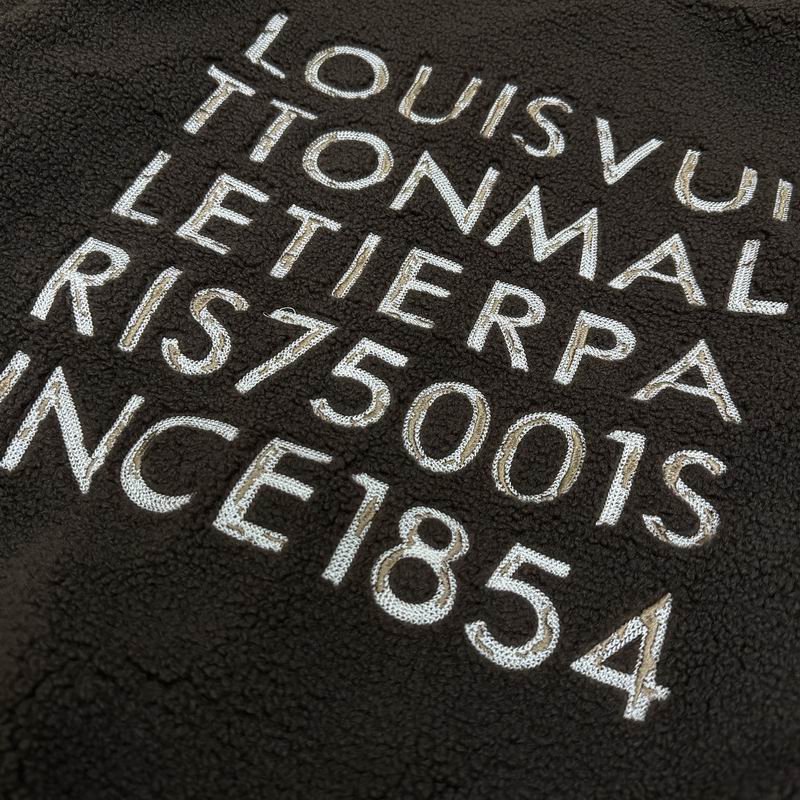 LOUISVUI
TTONMAL
LETIERPA
RIS75001S
INCE1854